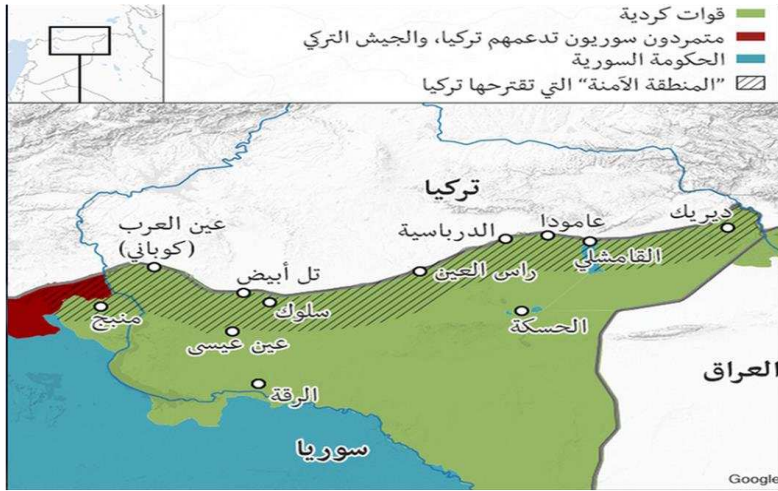 قوات كردية
متمردون سوريون تدعمهم تركيا، والجيش التركي
الحكومة السورية
”المنطقة الآمنة“ التي تقترحها تركيا
تركيا
ديريك
عامودا
الدرباسية
القامشلي
عين العرب
(كوباني)
راس العين
تل أبيض
سلوك
منبج
الحسكة
عين عيسى
العراق
الرقة
سوريا
Google